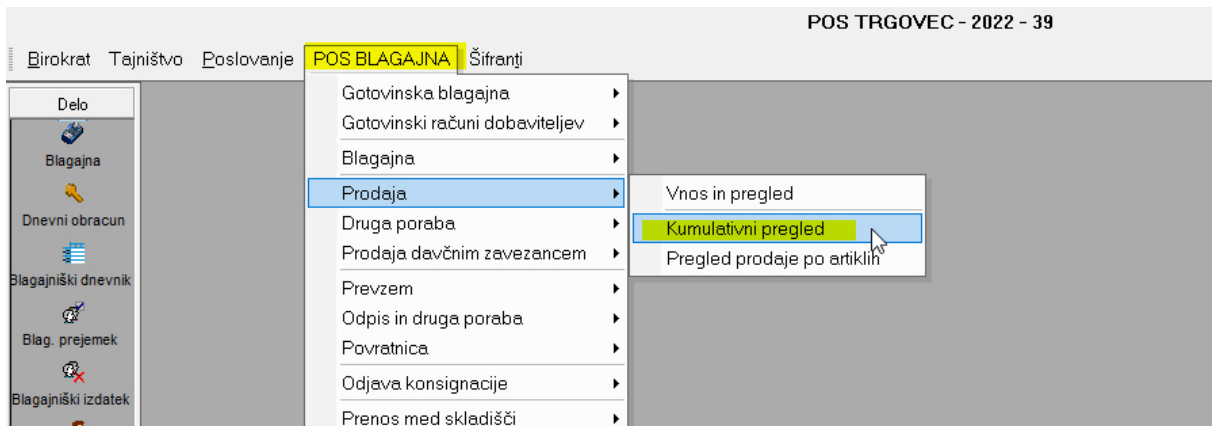 POS TRGOVEC - 2022 - 39
Birokrat Tajništvo Poslovanje POS BLAGAJNA Šifranti
Delo
Blagajna
Dnevni obracun
Blagajniški dnevnik
Blag. prejemek
Blagajniški izdatek
Gotovinska blagajna
Gotovinski računi dobaviteljev
Blagajna
Prodaja
Druga poraba
Prodaja davčnim zavezancem
Prevzem
Odpis in druga poraba
Povratnica
Odjava konsignacije
Prenos med skladišči
Vnos in pregled
Kumulativni pregled
Pregled prodaje po artiklih